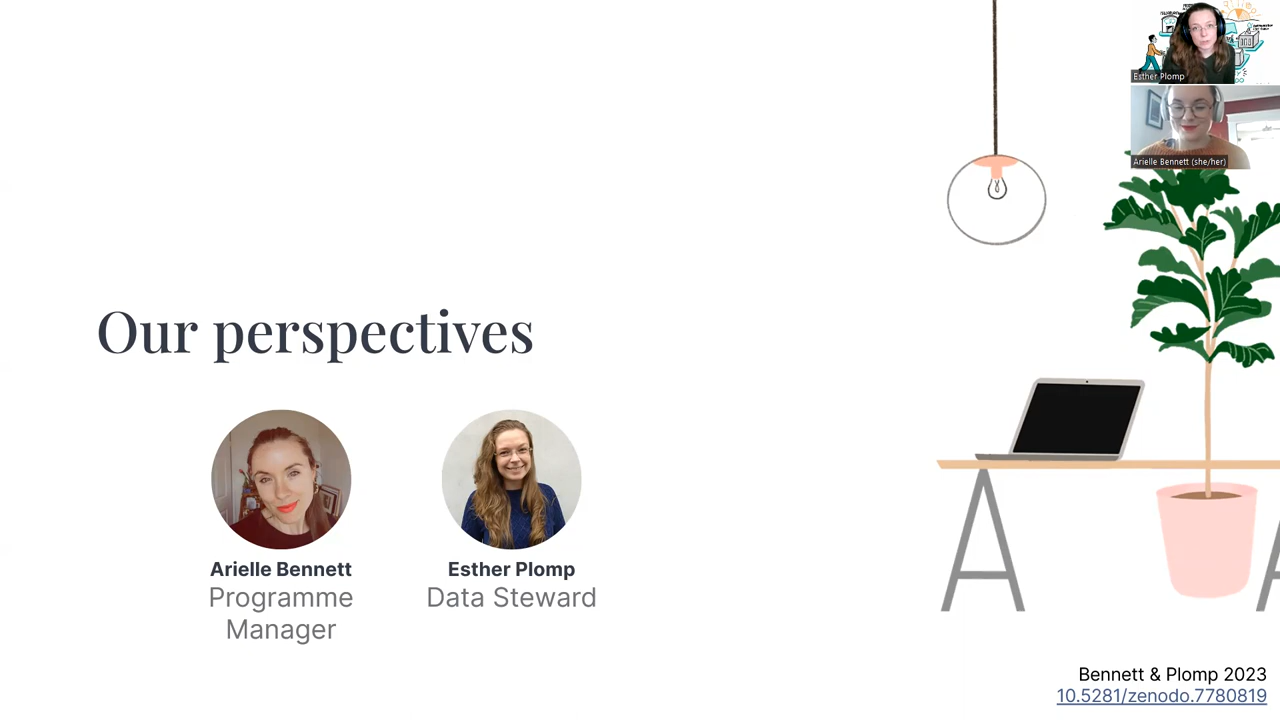 Esther Plomp
Arielle Bennett (she/her)
Our perspectives
Arielle Bennett
Programme
Manager
Esther Plomp
Data Steward
Bennett & Plomp 2023
10.5281/zenodo.7780819